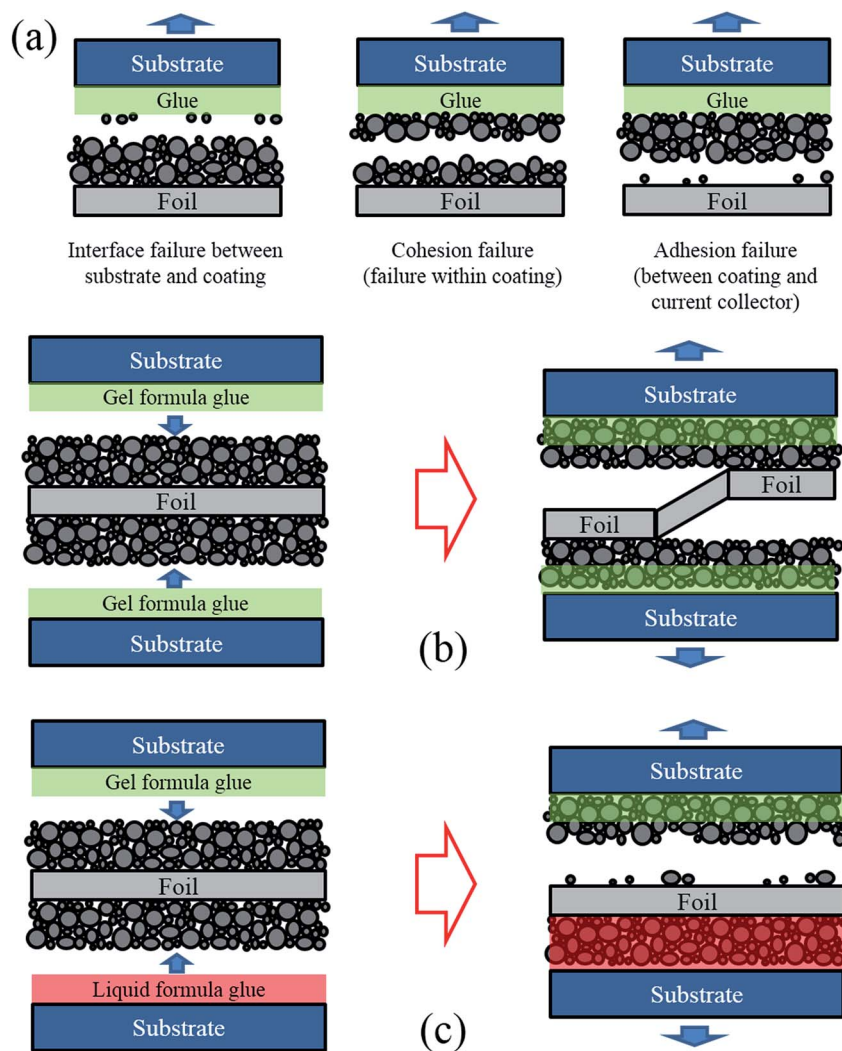 (a)
Substrate
Glue
Foil
Interface failure between
substrate and coating
Substrate
Glue
Foil
Cohesion failure
(failure within coating)
Substrate
Glue
Foil
Adhesion failure
(between coating and
current collector)
Substrate
Gel formula glue
Foil
Gel formula glue
Substrate
Substrate
Foil
Foil
Substrate
(b)
Substrate
Gel formula glue
Foil
Liquid formula glue
Substrate
Substrate
Foil
Substrate
(c)